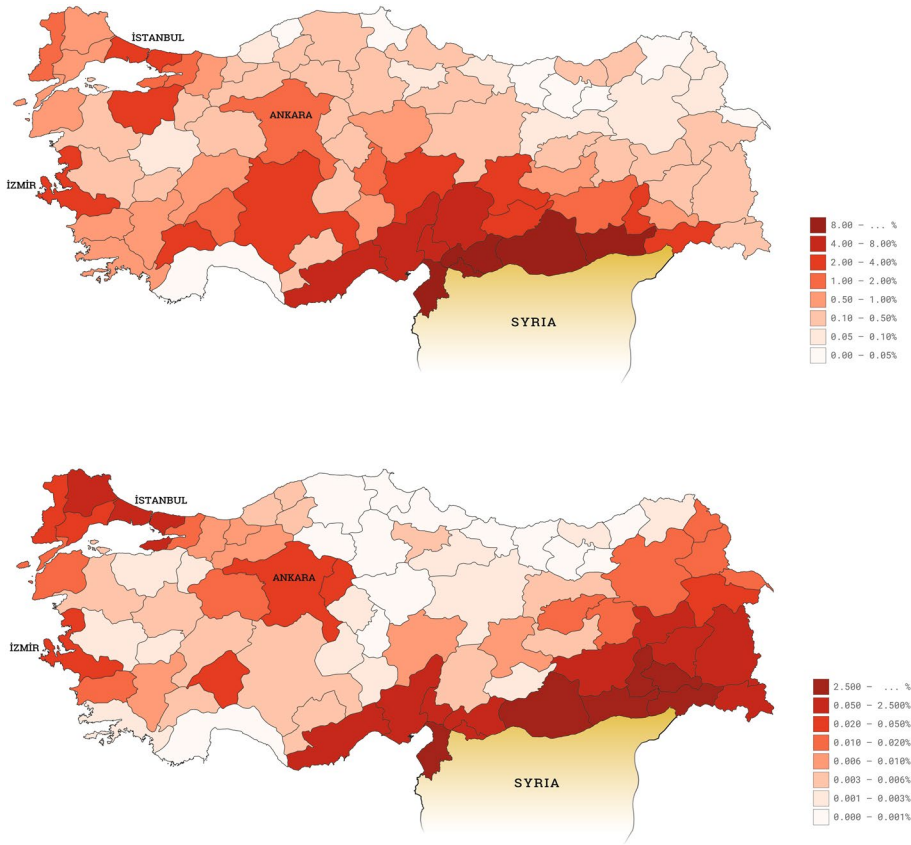 İSTANBUL
ANKARA
İZMİR
SYRIA
8.00 – ... %
4.00 – 8.00%
2.00 – 4.00%
1.00 – 2.00%
0.50 – 1.00%
0.10 – 0.50%
0.05 – 0.10%
0.00 – 0.05%
İSTANBUL
ANKARA
İZMİR
SYRIA
2.500 – ... %
0.050 – 2.500%
0.020 – 0.050%
0.010 – 0.020%
0.006 – 0.010%
0.003 – 0.006%
0.001 – 0.003%
0.000 – 0.001%